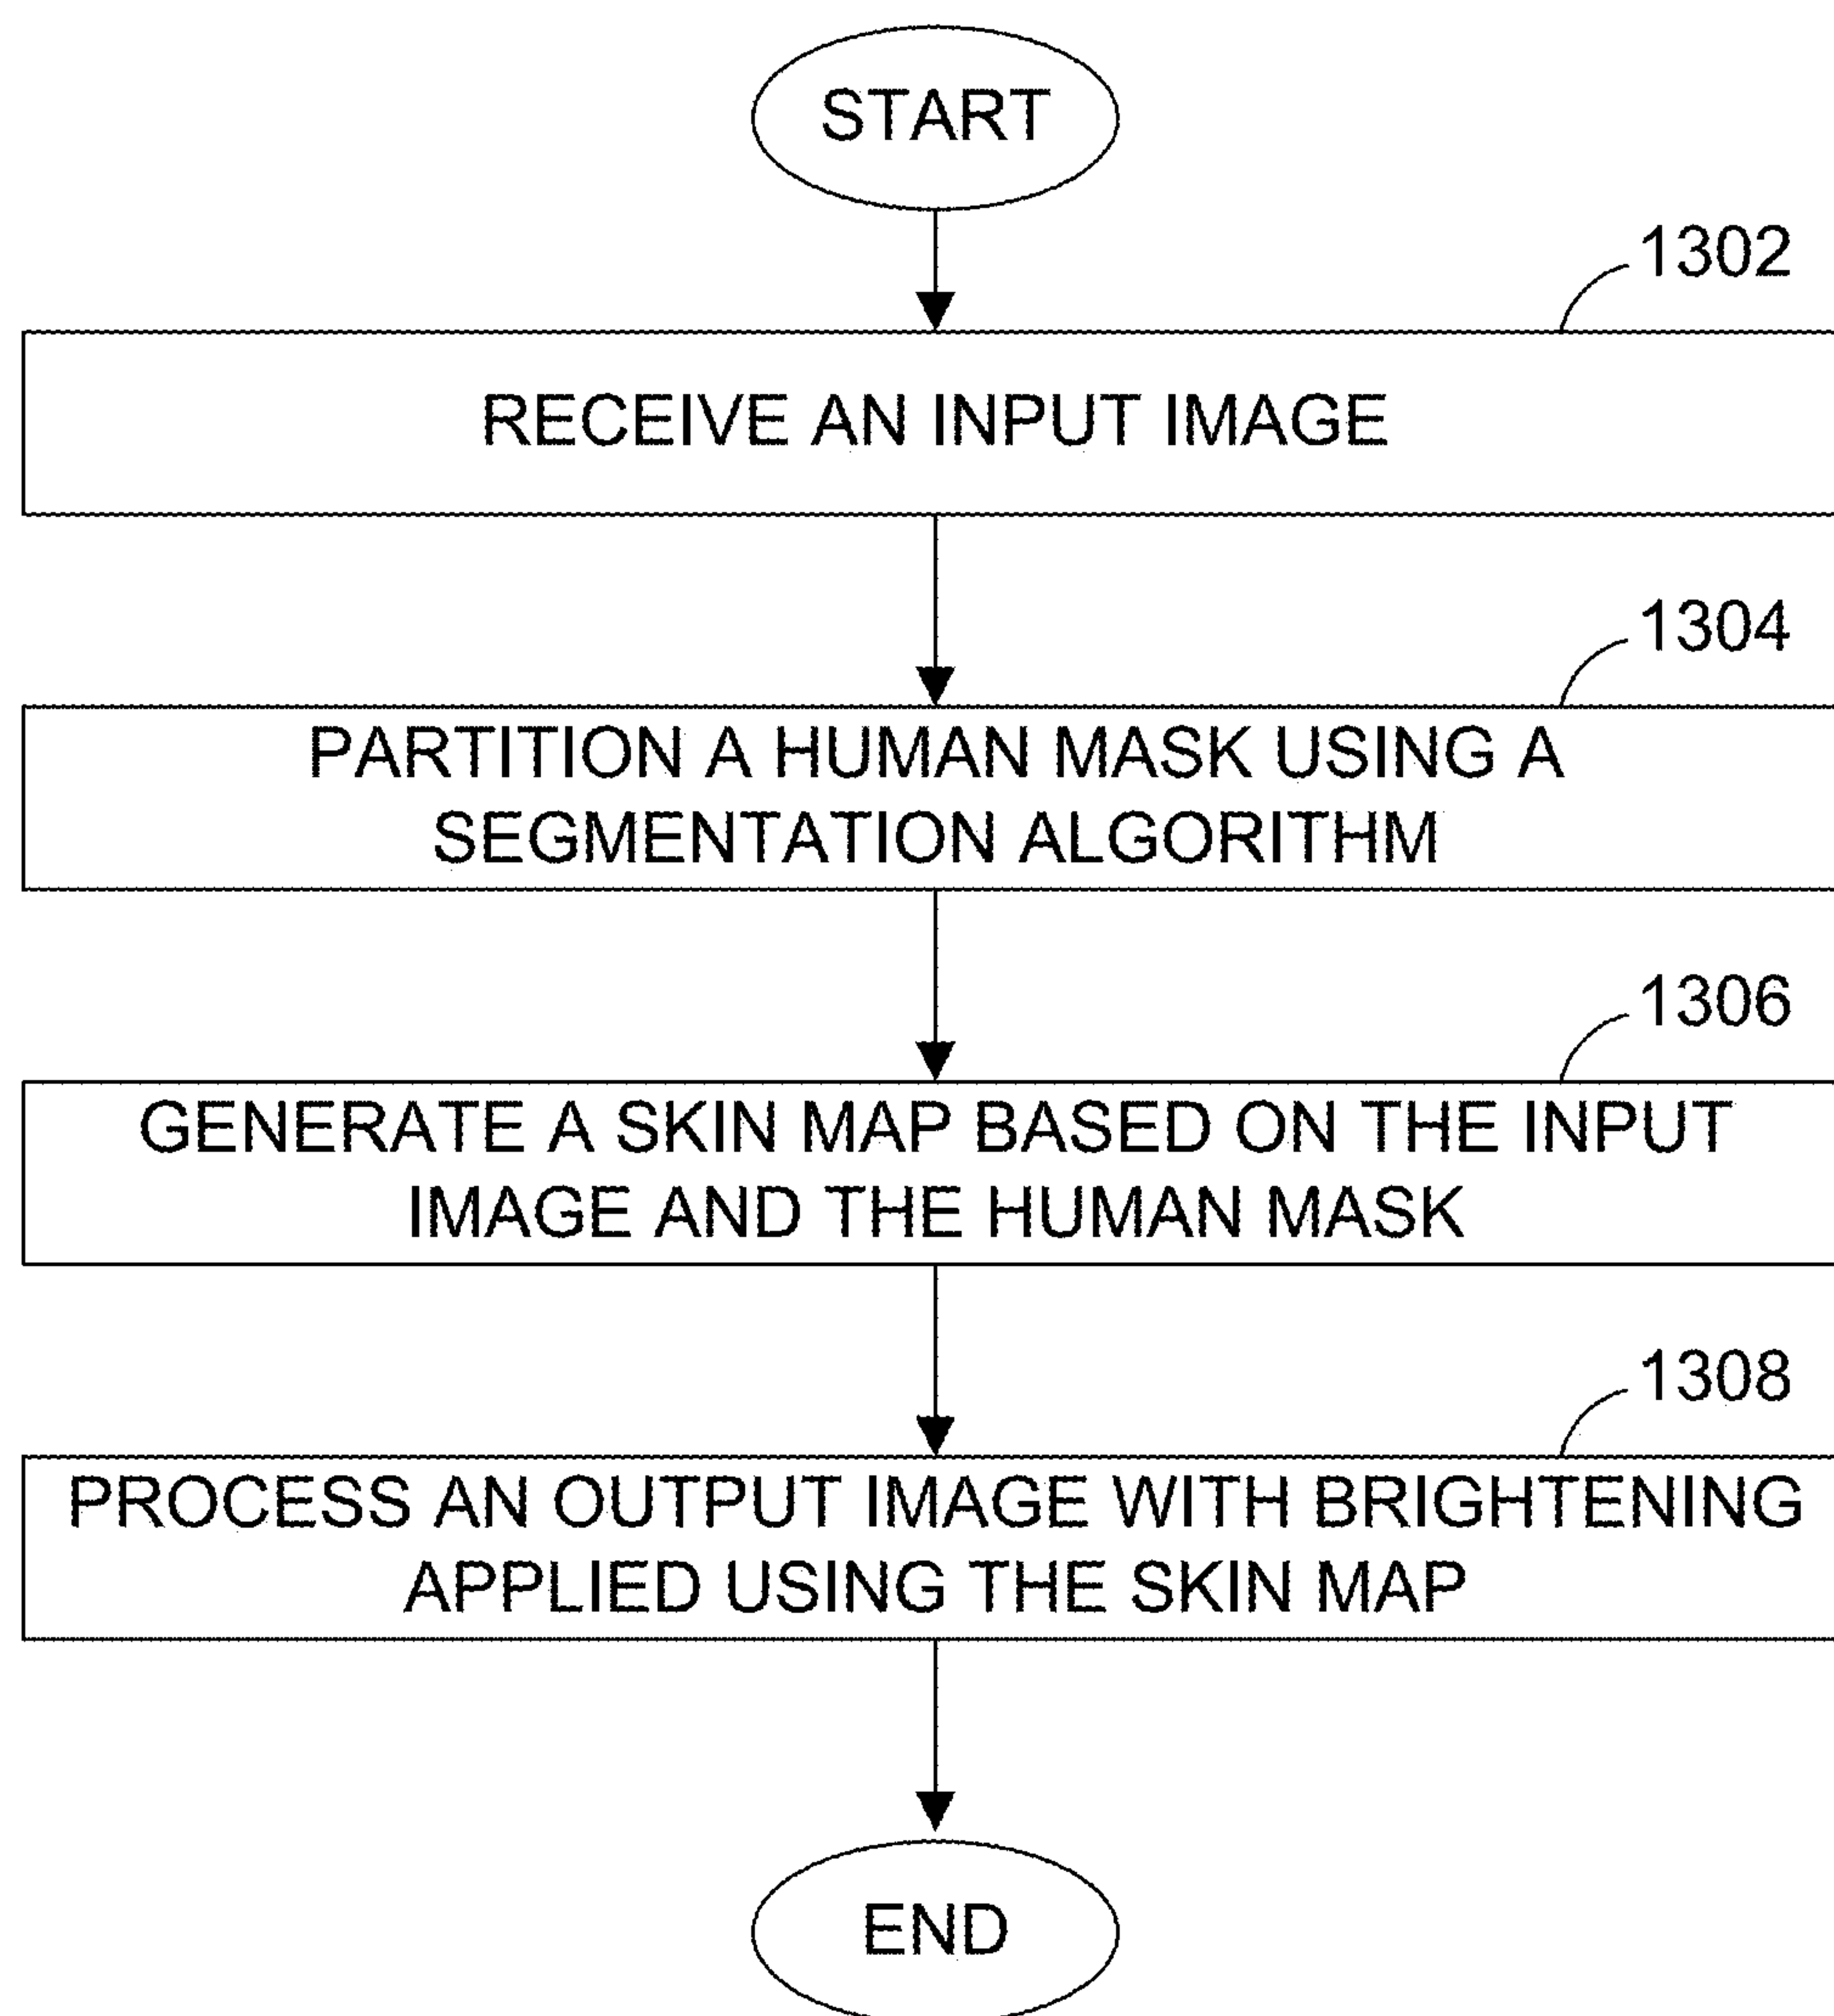 START
1302
RECEIVE AN INPUT IMAGE
1304
PARTITION A HUMAN MASK USING A
SEGMENTATION ALGORITHM
1306
GENERATE A SKIN MAP BASED ON THE INPUT
IMAGE AND THE HUMAN MASK
1308
PROCESS AN OUTPUT IMAGE WITH BRIGHTENING
APPLIED USING THE SKIN MAP
END